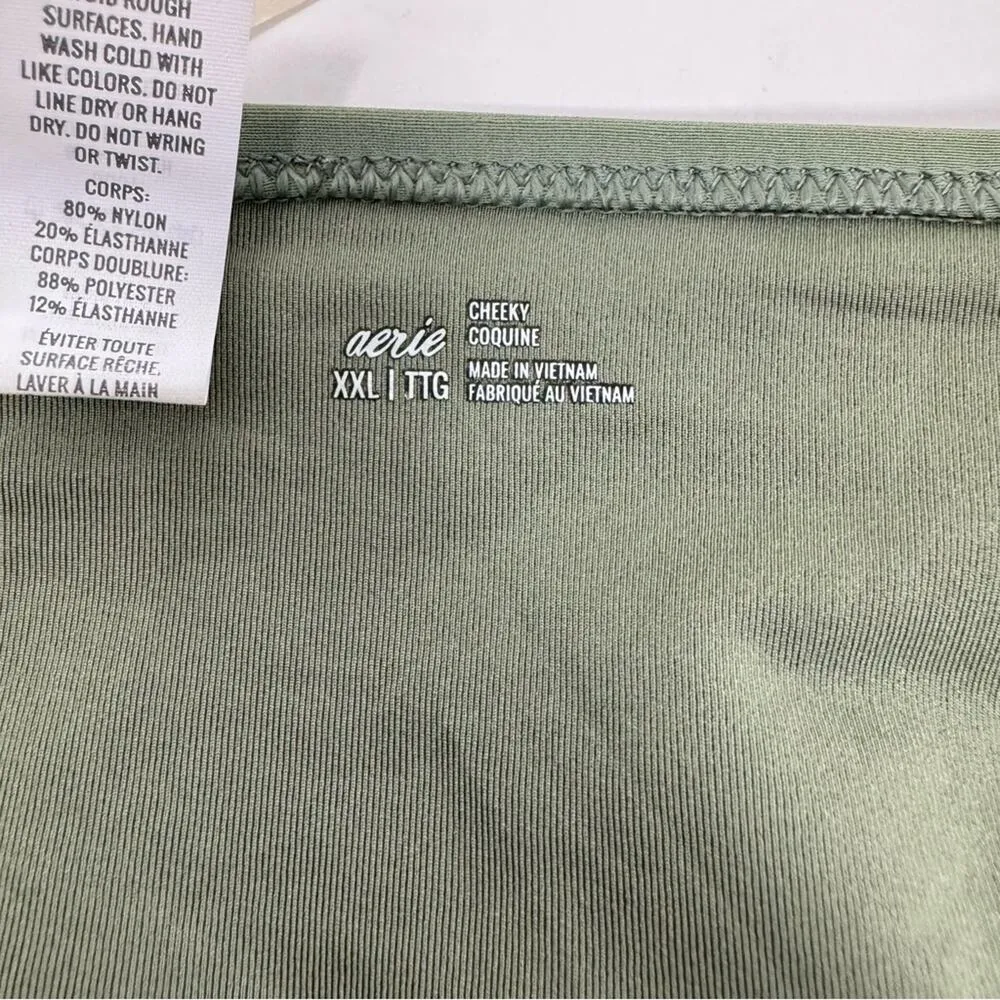 ROUGH
SURFACES. HAND
WASH COLD WITH
LIKE COLORS. DO NOT
LINE DRY OR HANG
DRY. DO NOT WRING
OR TWIST.
CORPS:
80% NYLON
20% ÉLASTHANNE
CORPS DOUBLURE:
88% POLYESTER
12% ÉLASTHANNE
ÉVITER TOUTE
SURFACE RÊCHE.
LAVER À LA MAIN
aerie
XXL | TTG
CHEEKY
COQUINE
MADE IN VIETNAM
FABRIQUÉ AU VIETNAM